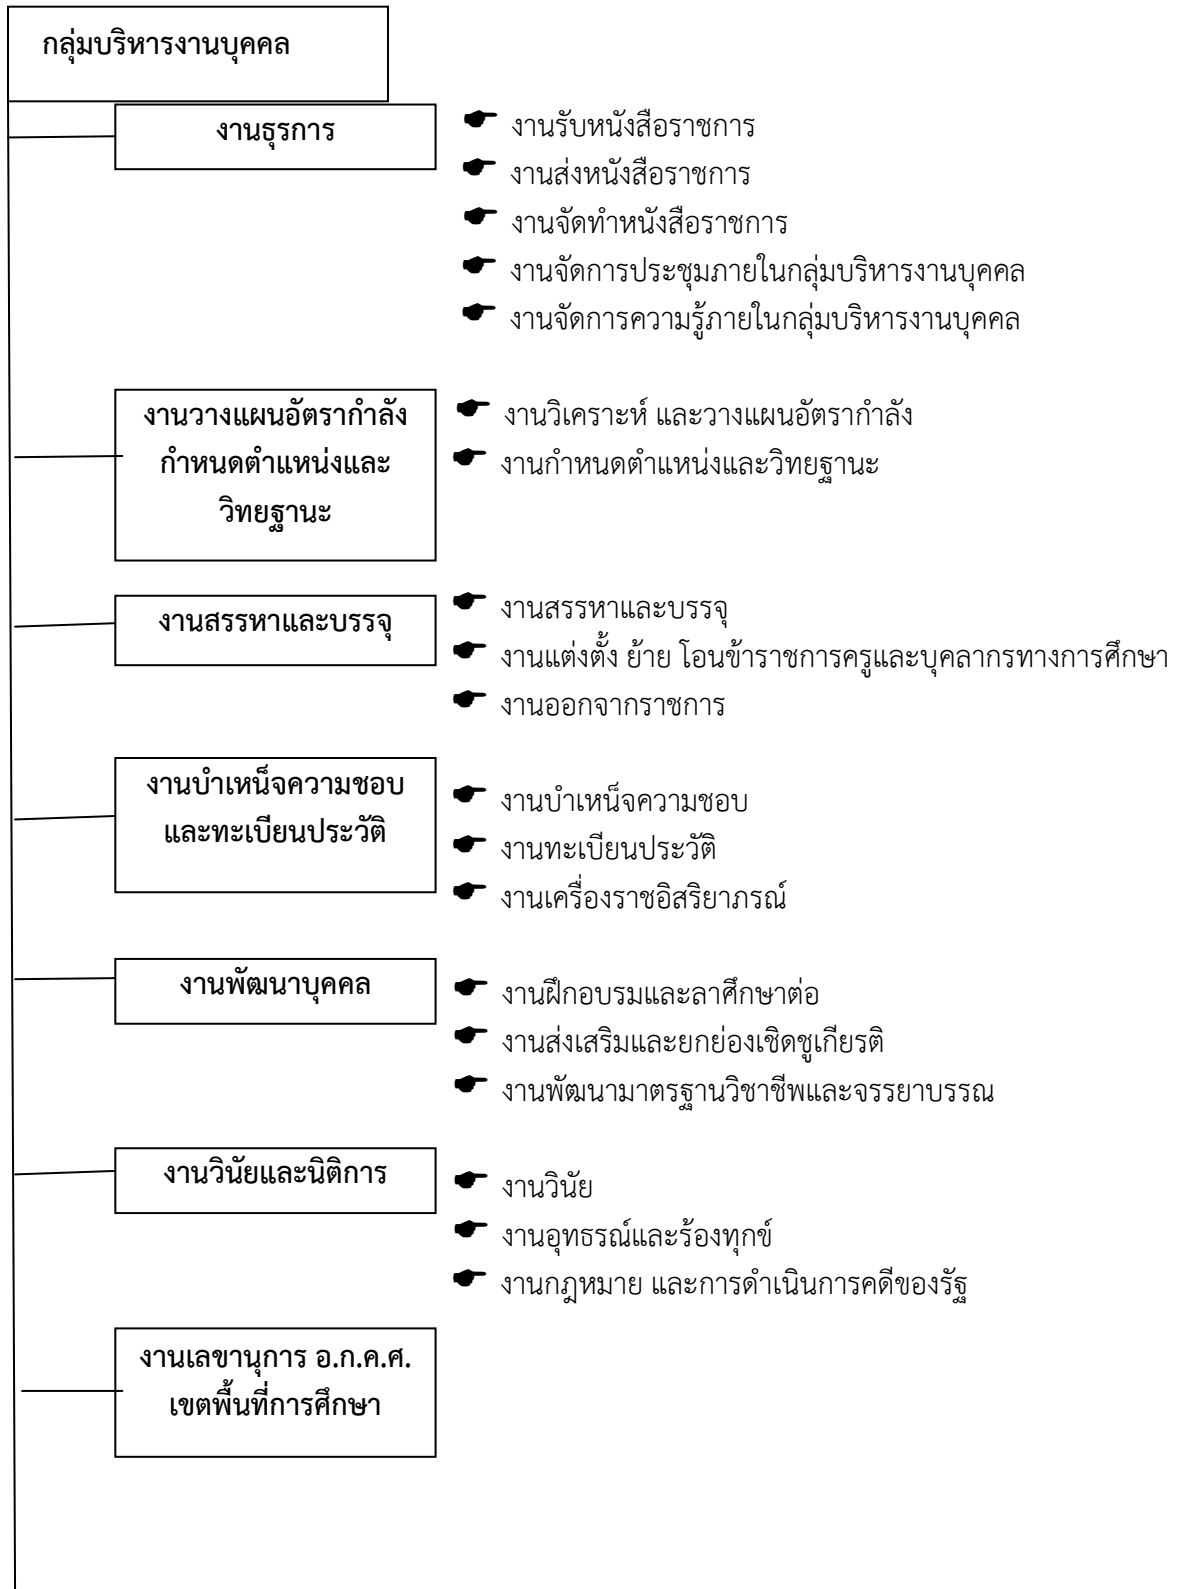 กลุ่มบริหารงานบุคคล
งานธุรการ
งานรับหนังสือราชการ
งานส่งหนังสือราชการ
งานจัดทำหนังสือราชการ
งานจัดการประชุมภายในกลุ่มบริหารงานบุคคล
งานจัดการความรู้ภายในกลุ่มบริหารงานบุคคล
งานวางแผนอัตรากำลัง
กำหนดตำแหน่งและ
วิทยฐานะ
งานวิเคราะห์ และวางแผนอัตรากำลัง
งานกำหนดตำแหน่งและวิทยฐานะ
งานสรรหาและบรรจุ
งานสรรหาและบรรจุ
งานแต่งตั้ง ย้าย โอนข้าราชการครูและบุคลากรทางการศึกษา
งานออกจากราชการ
งานบำเหน็จความชอบ
และทะเบียนประวัติ
งานบำเหน็จความชอบ
งานทะเบียนประวัติ
งานเครื่องราชอิสริยาภรณ์
งานพัฒนาบุคคล
งานฝึกอบรมและลาศึกษาต่อ
งานส่งเสริมและยกย่องเชิดชูเกียรติ
งานพัฒนามาตรฐานวิชาชีพและจรรยาบรรณ
งานวินัยและนิติการ
งานวินัย
งานอุทธรณ์และร้องทุกข์
งานกฎหมาย และการดำเนินการคดีของรัฐ
งานเลขานุการ อ.ก.ค.ศ.
เขตพื้นที่การศึกษา